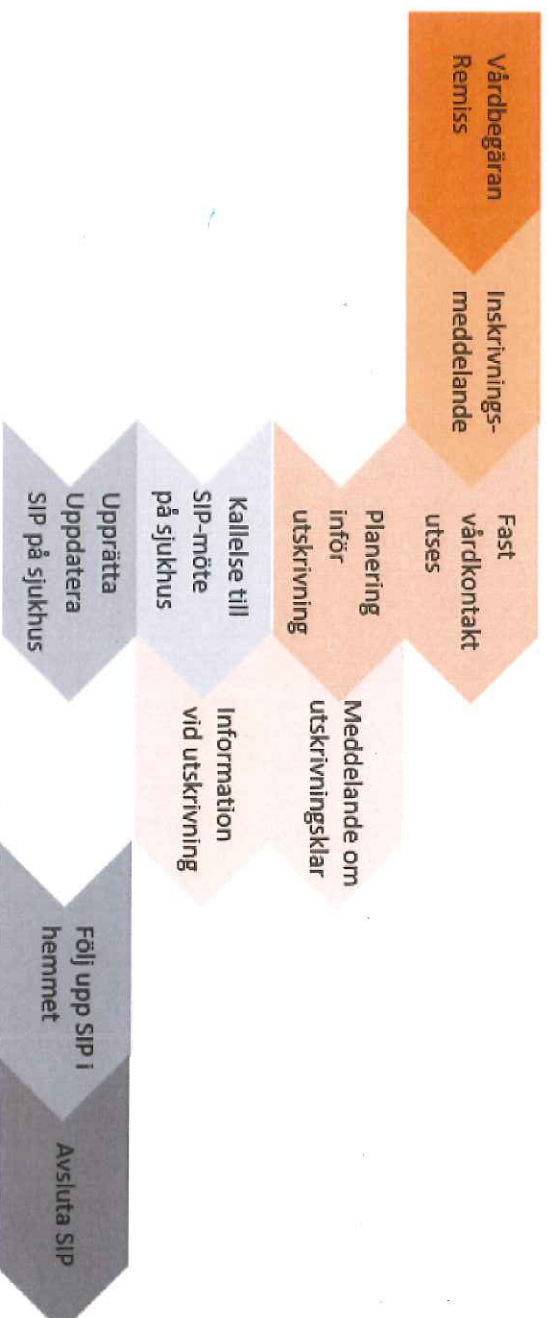 Vårdbegäran
Remiss
Inskrivnings-
meddelande
Fast
vårdkontakt
utses
Planering
inför
utskrivning
Meddelande om
utskrivningsklar
Kallelse till
SIP-möte
på sjukhus
Information
vid utskrivning
Upprätta
Uppdatera
SIP på sjukhus
Följ upp SIP i
hemmet
Avsluta SIP